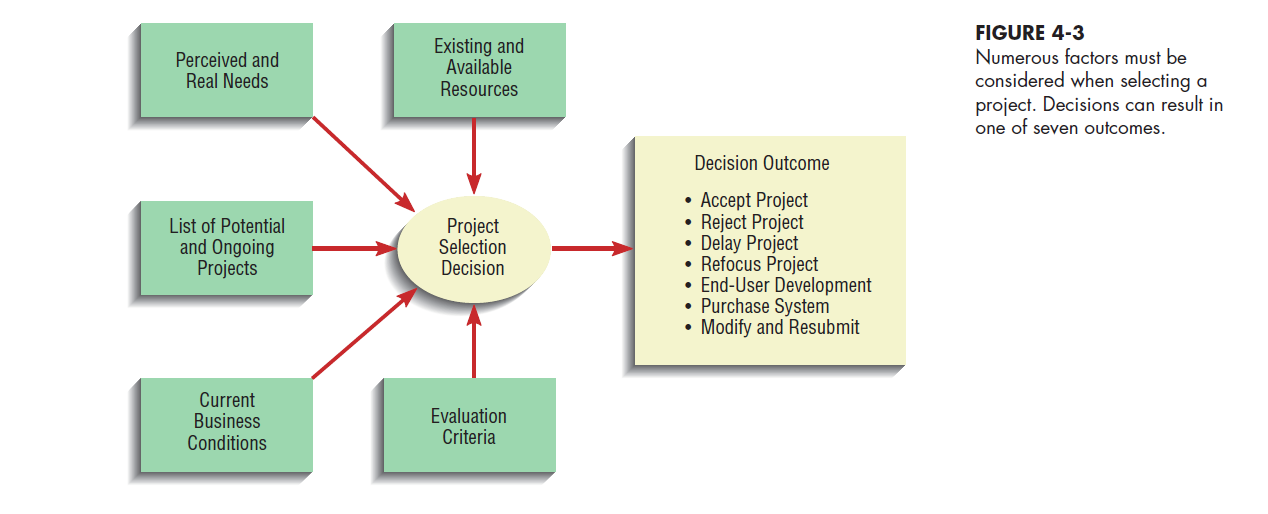 Perceived and
Real Needs
Existing and
Available
Resources
List of Potential
and Ongoing
Projects
Project
Selection
Decision
Current
Business
Conditions
Evaluation
Criteria
Decision Outcome
• Accept Project
• Reject Project
• Delay Project
• Refocus Project
• End-User Development
• Purchase System
• Modify and Resubmit
FIGURE 4-3
Numerous factors must be
considered when selecting a
project. Decisions can result in
one of seven outcomes.